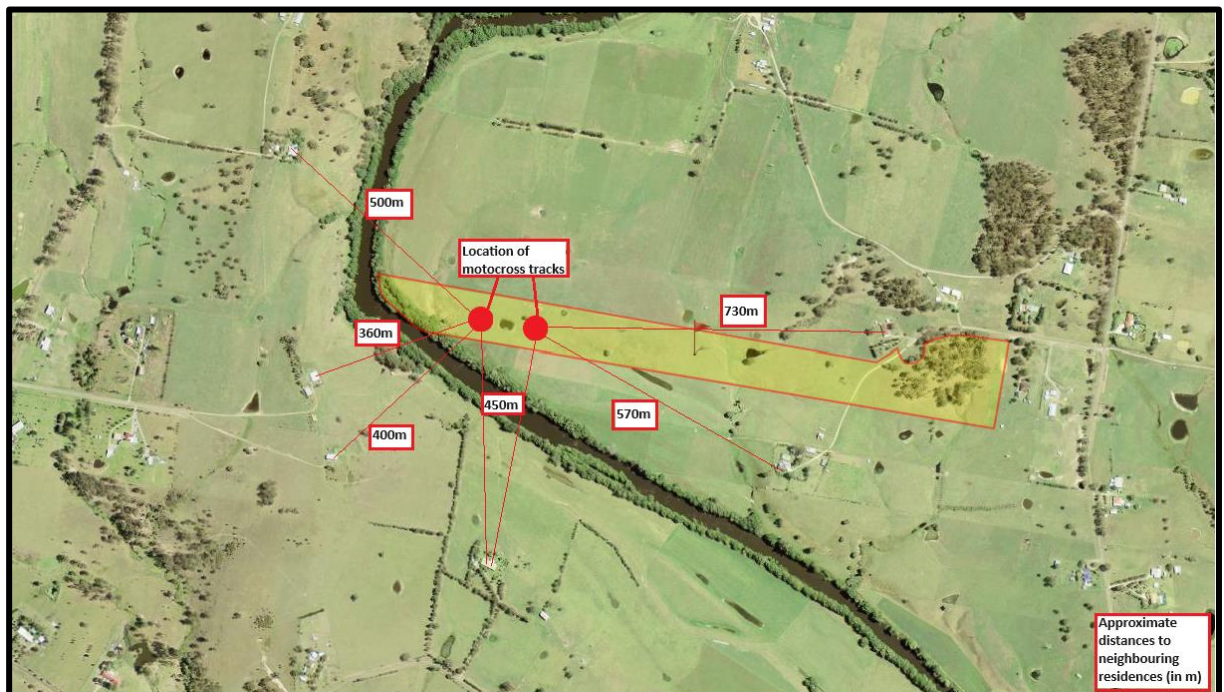 500m
Location of
motocross tracks
730m
360m
450m
570m
400m
Approximate
distances to
neighbouring
residences (in m)